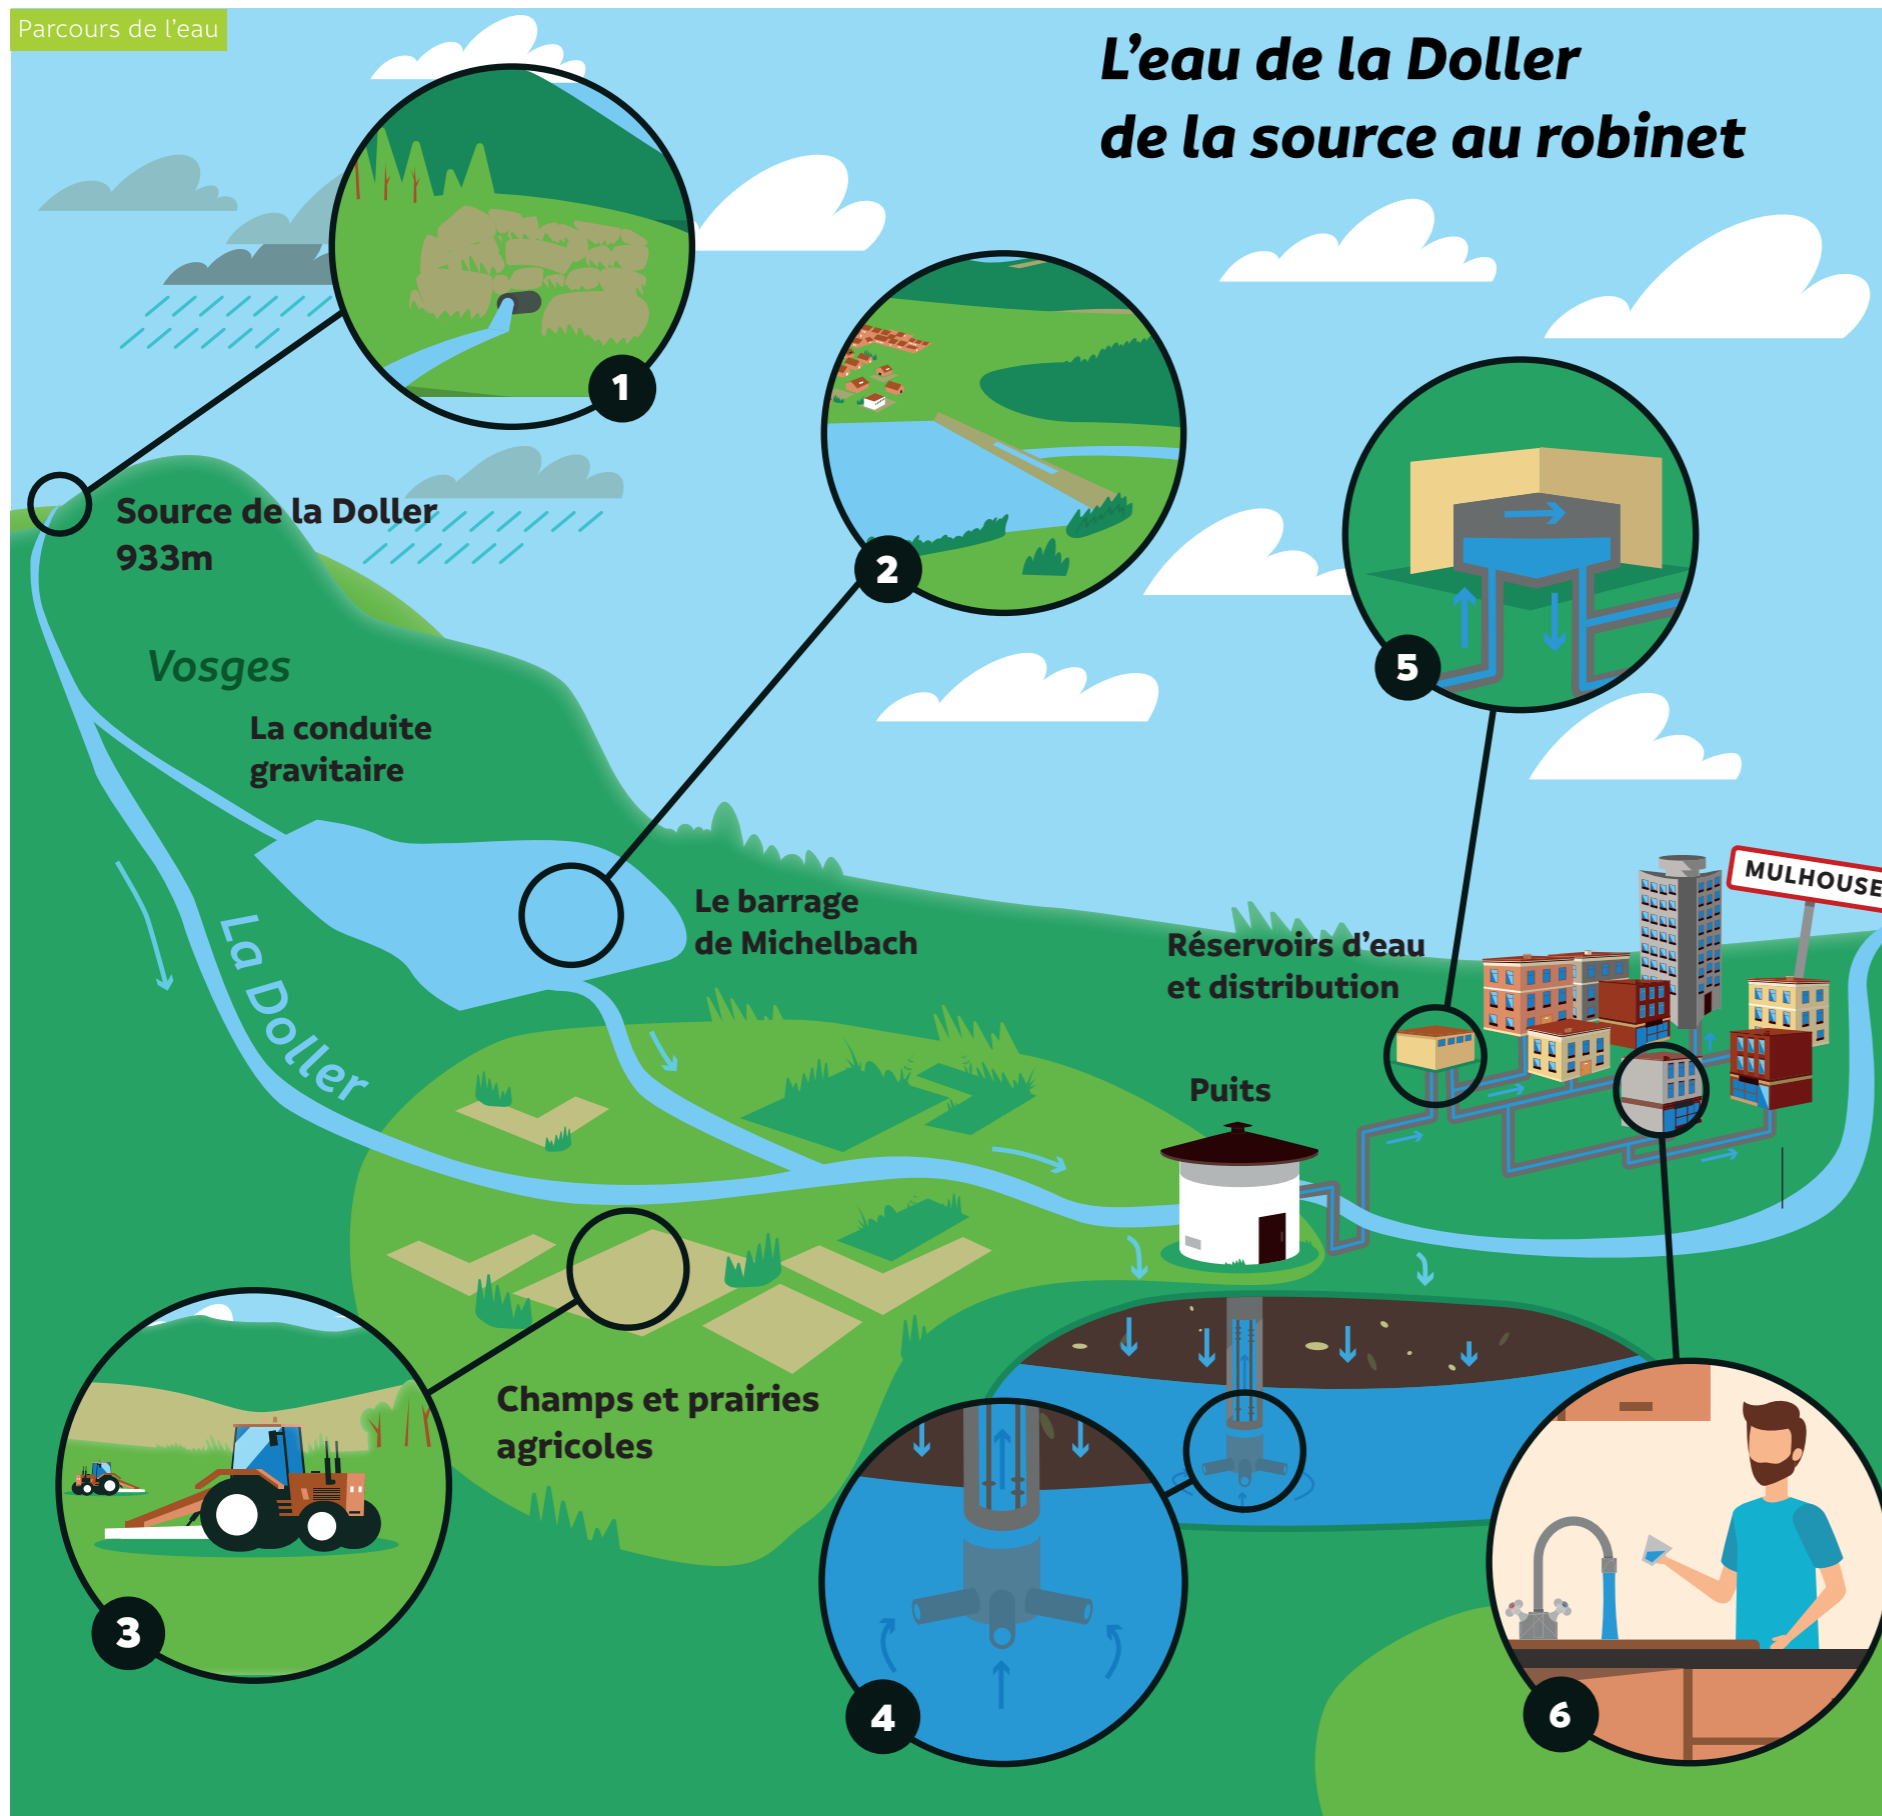 Parcours de l'eau
L'eau de la Doller
de la source au robinet
1
2
Source de la Doller
933m
5
Vosges
La conduite
gravitaire
MULHOUSE
Le barrage
de Michelbach
La Doller
Réservoirs d'eau
et distribution
Puits
Champs et prairies
agricoles
3
4
6